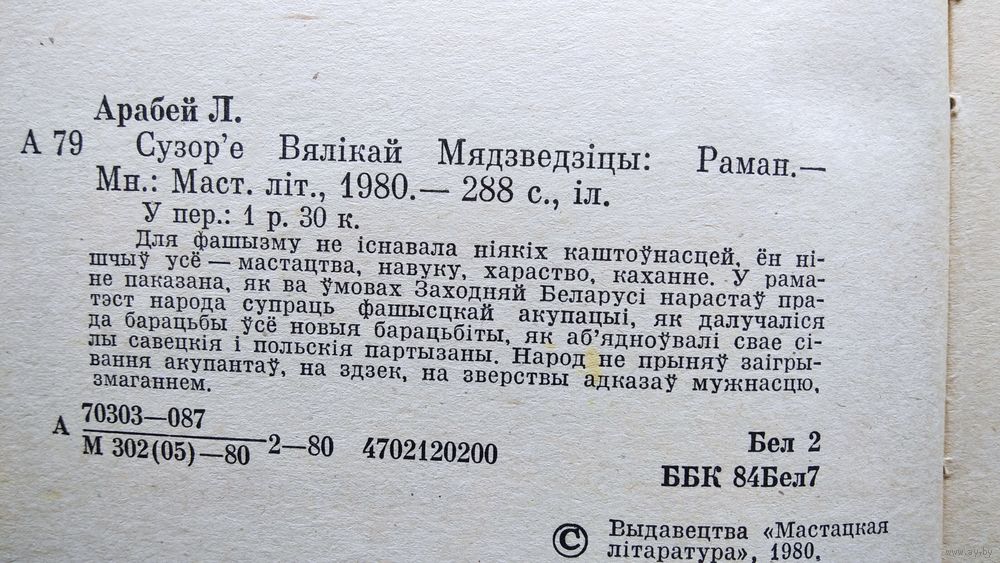 Арабей Л.
А 79 Сузор’е Вялікай Мядзведзіцы: Раман.—
Мн.: Маст. літ., 1980.— 288 с., іл.
У пер.: 1 р. 30 к.
Для фашызму не існавала ніякіх каштоўнасцей, ён ні-
шчыў усё — мастацтва, навуку, хараство, каханне. У рама-
не паказана, як ва ўмовах Заходняй Беларусі нарастаў пра-
тэст народа супраць фашысцкай акупацыі, як далучаліся
да барацьбы ўсё новыя барацьбіты, як аб’ядноўвалі свае сі-
лы савецкія і польскія партызаны. Народ не прыняў заігры-
вання акупантаў, на здзек, на зверствы адказаў мужнасцю,
змаганнем.
А 70303—087
М 302(05)—80 2—80 4702120200
Бел 2
ББК 84Бел7
© Выдавецтва «Мастацкая
літаратура», 1980.
www.ay.by